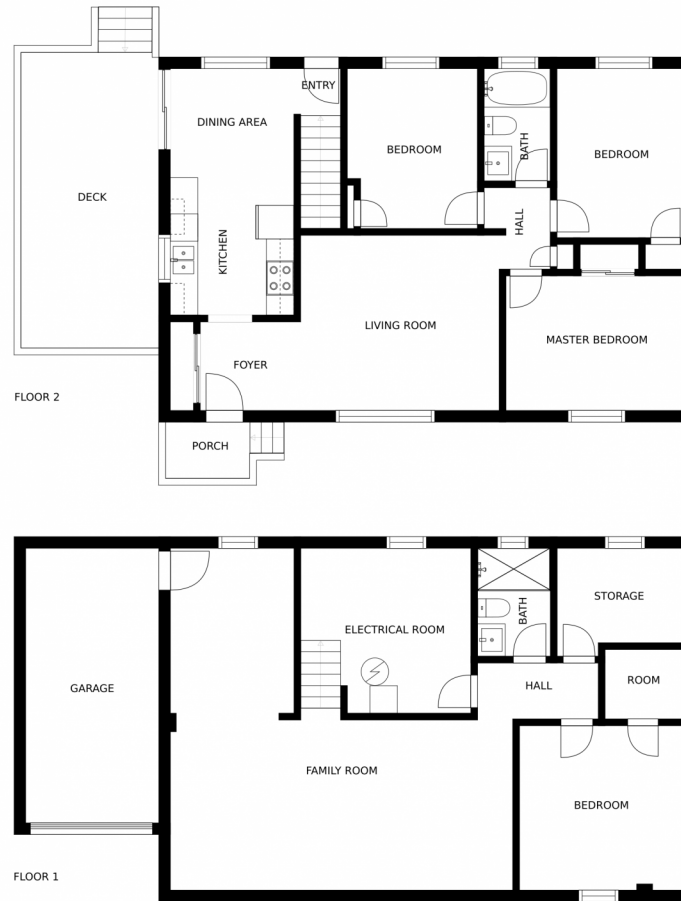 ENTRY
DINING AREA
BEDROOM
BATH
BEDROOM
DECK
KITCHEN
HALL
LIVING ROOM
MASTER BEDROOM
FOYER
FLOOR 2
PORCH
STORAGE
ELECTRICAL ROOM
BATH
GARAGE
HALL
ROOM
FAMILY ROOM
BEDROOM
FLOOR 1